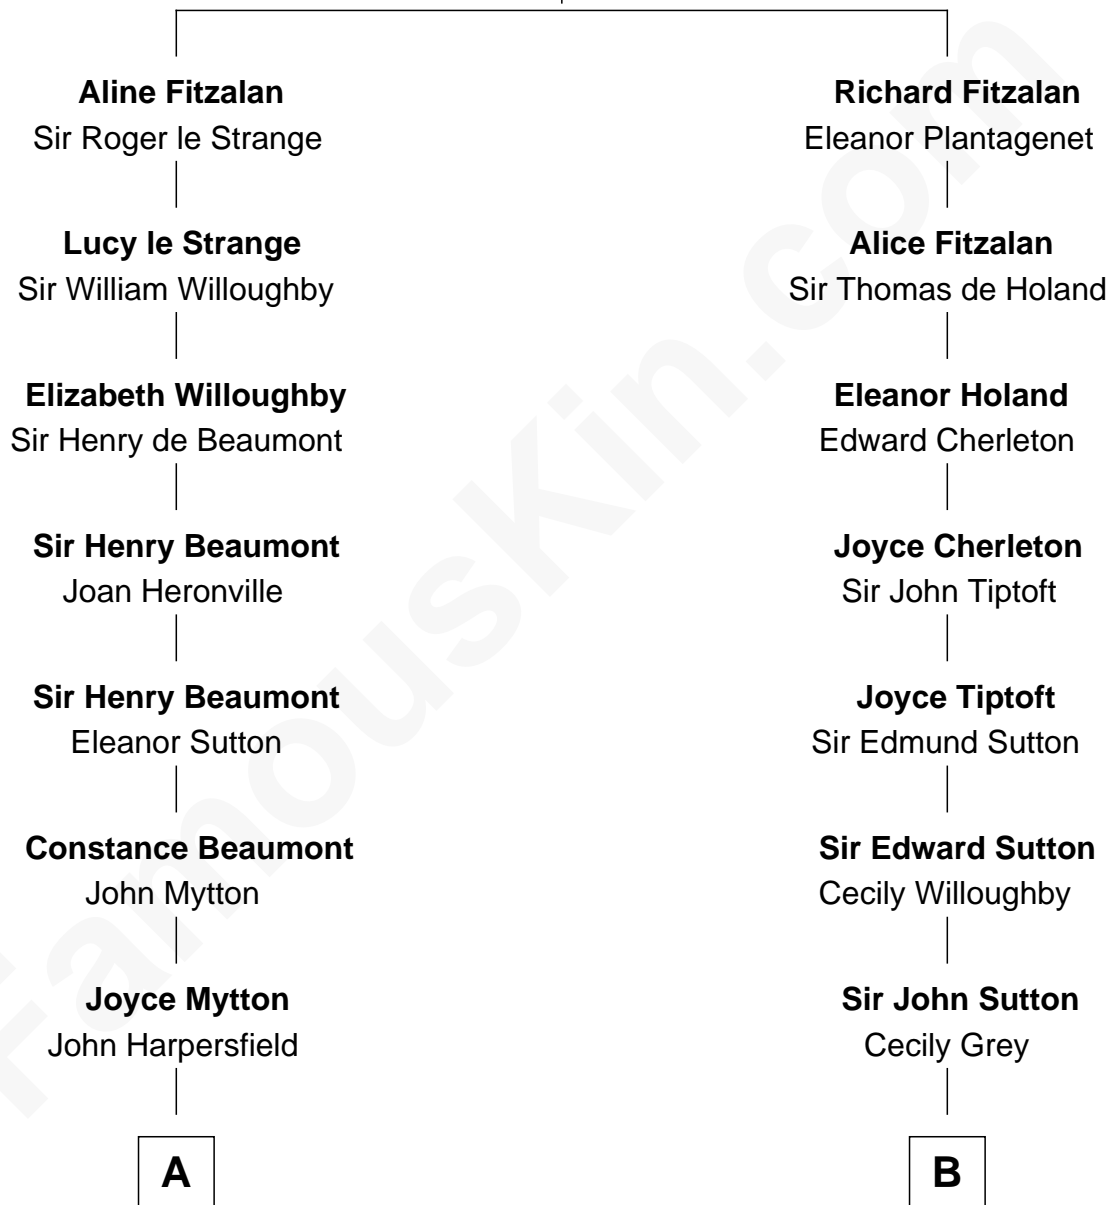 Aline Fitzalan
Sir Roger le Strange
Richard Fitzalan
Eleanor Plantagenet
Lucy le Strange
Sir William Willoughby
Alice Fitzalan
Sir Thomas de Holand
Elizabeth Willoughby
Sir Henry de Beaumont
Eleanor Holand
Edward Cherleton
Sir Henry Beaumont
Joan Heronville
Joyce Cherleton
Sir John Tiptoft
Sir Henry Beaumont
Eleanor Sutton
Joyce Tiptoft
Sir Edmund Sutton
Constance Beaumont
John Mytton
Sir Edward Sutton
Cecily Willoughby
Joyce Mytton
John Harpersfield
Sir John Sutton
Cecily Grey
A
B
FamousKin.com